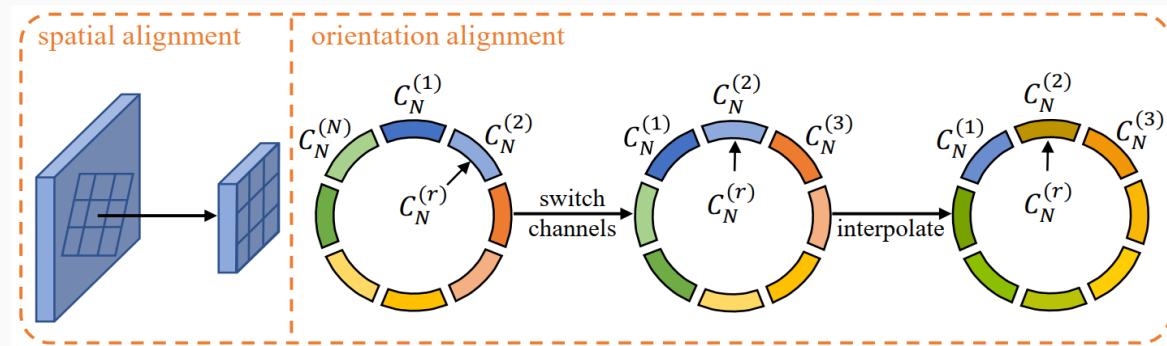 spatial alignment
orientation alignment
C_N^(N)
C_N^(1)
C_N^(2)
C_N^(r)
switch
channels
C_N^(1)
C_N^(2)
C_N^(3)
C_N^(r)
interpolate
C_N^(1)
C_N^(2)
C_N^(3)
C_N^(r)